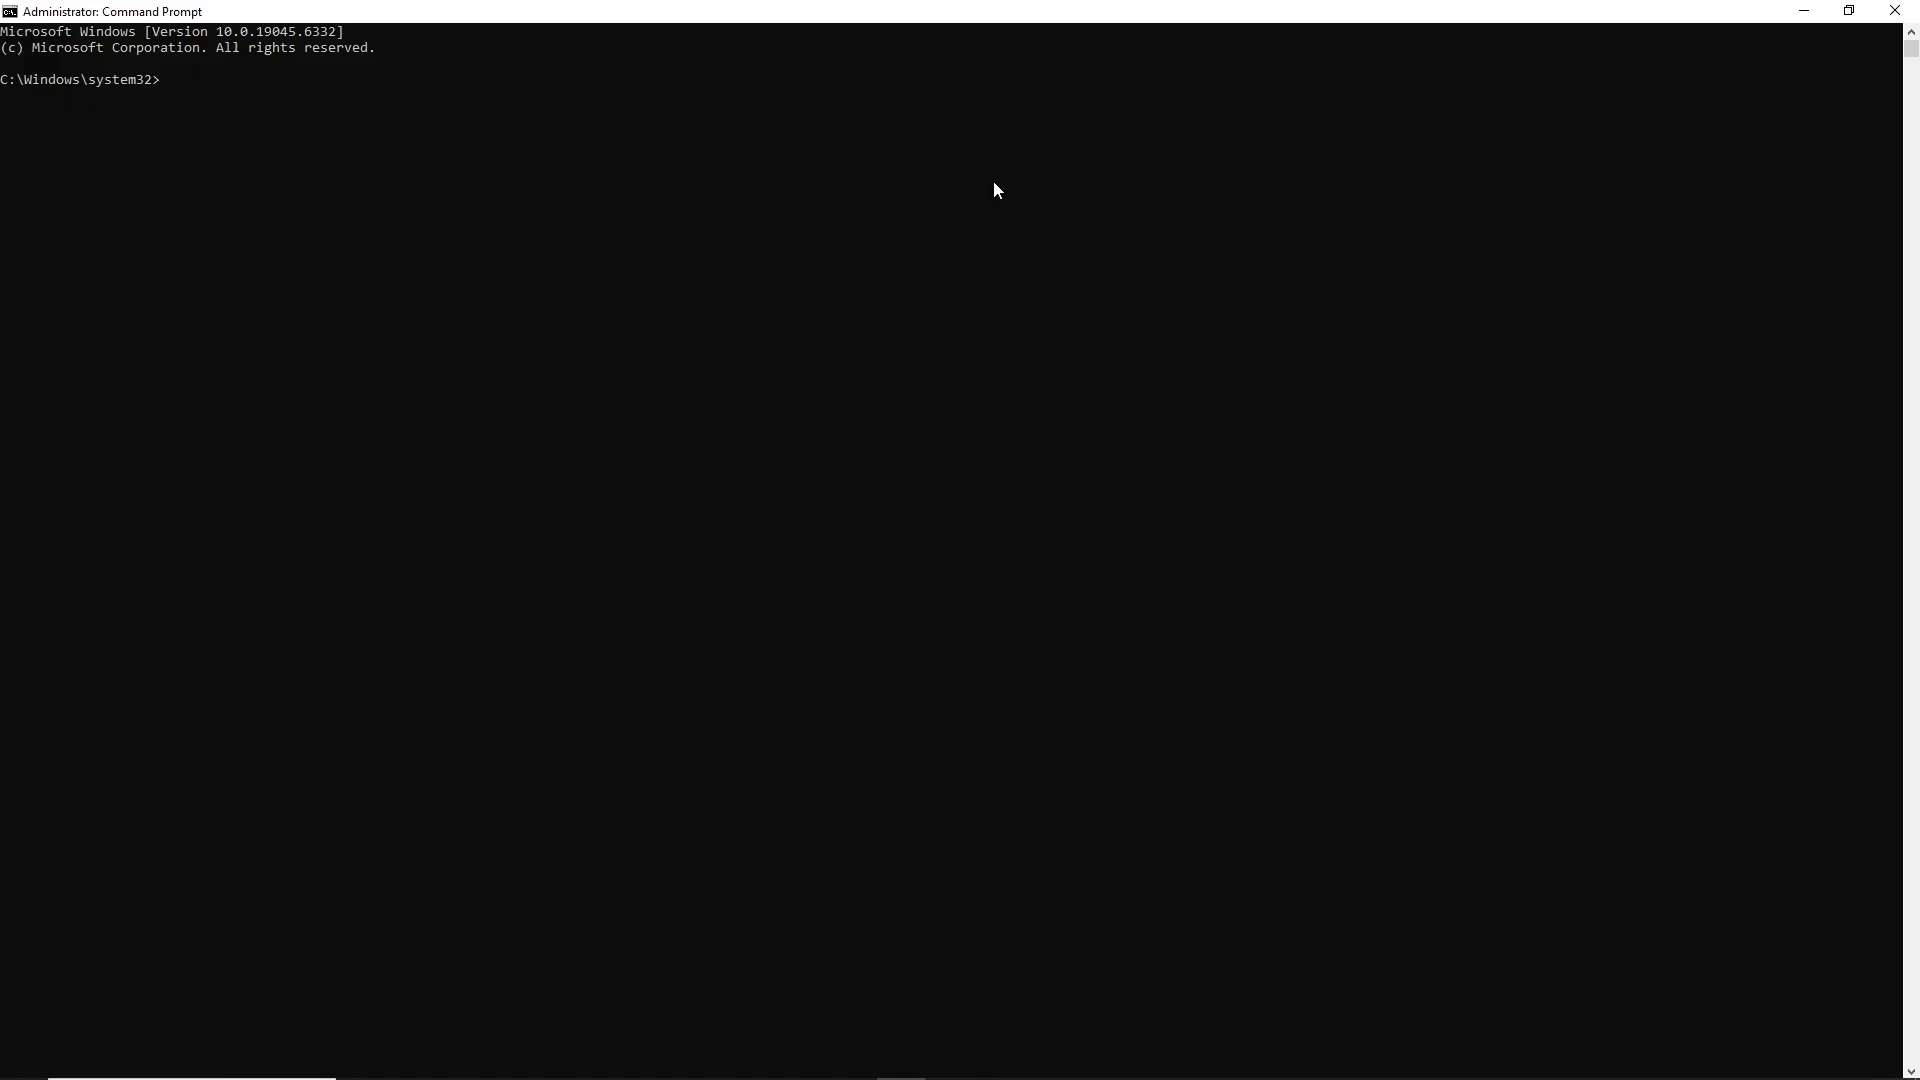 Administrator: Command Prompt
Microsoft Windows [Version 10.0.19045.6332]
(c) Microsoft Corporation. All rights reserved.
C:\Windows\system32>